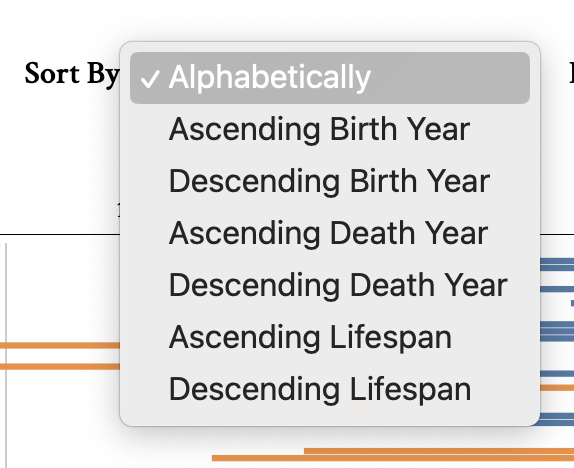 Sort By
✓ Alphabetically
Ascending Birth Year
Descending Birth Year
Ascending Death Year
Descending Death Year
Ascending Lifespan
Descending Lifespan